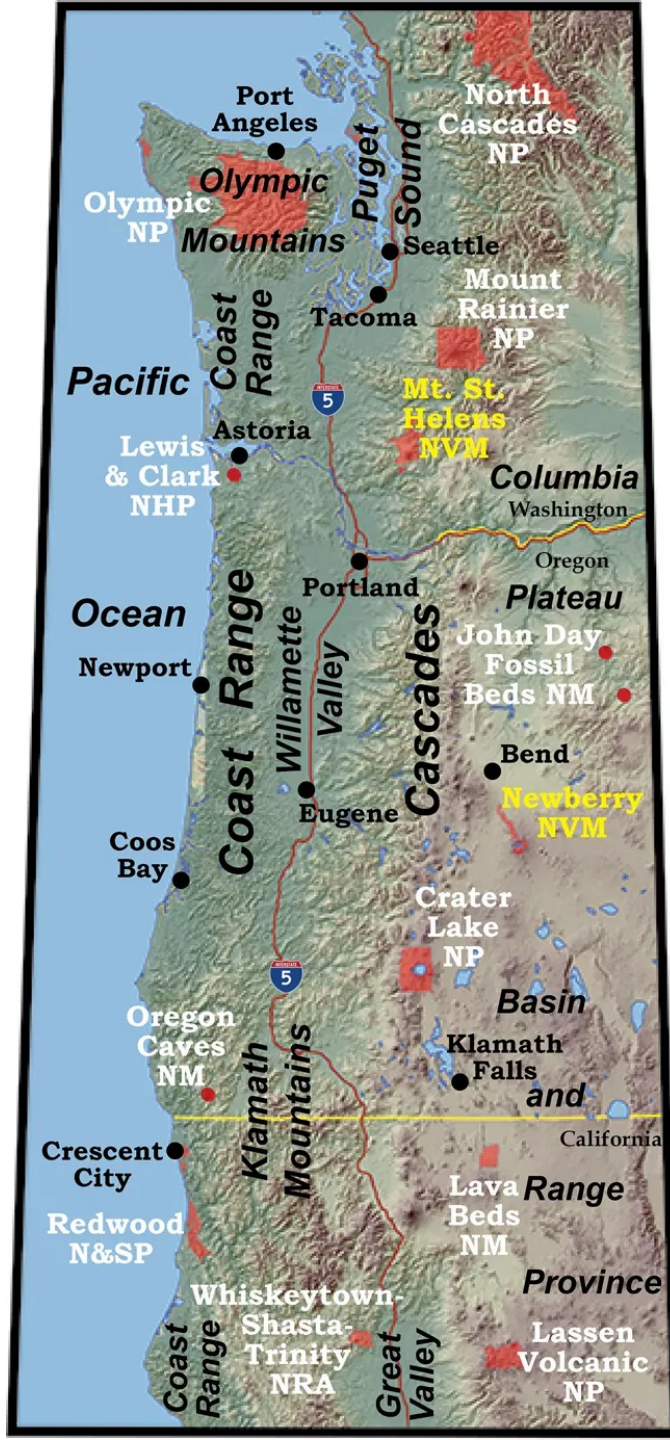 Port
Angeles
North
Cascades
NP
Olympic
Mountains
Olympic
NP
Puget
Sound
Seattle
Tacoma
Mount
Rainier
NP
Coast
Range
Pacific
INTERSTATE
5
Mt. St.
Helens
NVM
Astoria
Lewis
& Clark
NHP
Columbia
Washington
Oregon
Plateau
Portland
Ocean
Coast Range
Willamette
Valley
Cascades
John Day
Fossil
Beds NM
Newport
Bend
Newberry
NVM
Eugene
Coos
Bay
Crater
Lake
NP
INTERSTATE
5
Basin
Oregon
Caves
NM
Klamath
Mountains
Klamath
Falls
and
California
Crescent
City
Lava
Beds
NM
Range
Redwood
N&SP
Province
Whiskeytown-
Shasta-
Trinity
NRA
Coast
Range
Great
Valley
Lassen
Volcanic
NP